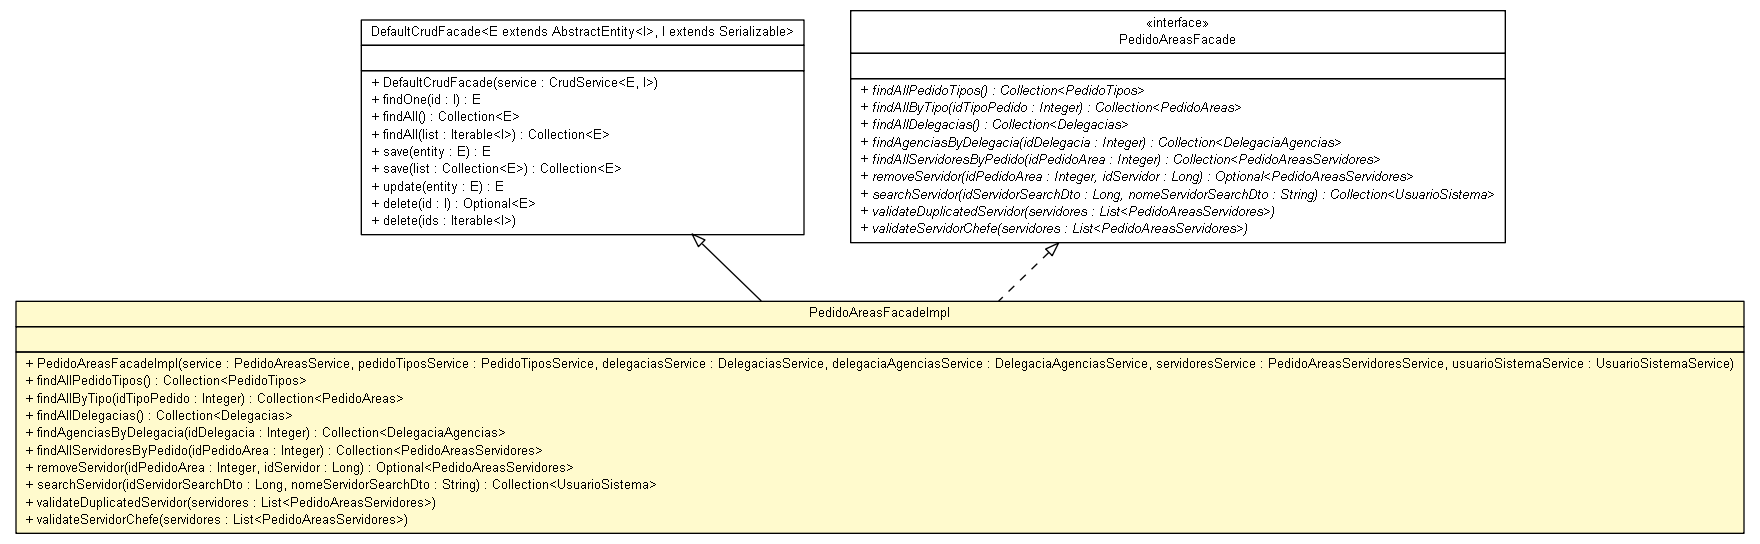 DefaultCrudFacade<E extends AbstractEntity<I>, I extends Serializable>
+ DefaultCrudFacade(service : CrudService<E, I>)
+ findOne(id : I) : E
+ findAll() : Collection<E>
+ findAll(list : Iterable<I>) : Collection<E>
+ save(entity : E) : E
+ save(list : Collection<E>) : Collection<E>
+ update(entity : E) : E
+ delete(id : I) : Optional<E>
+ delete(ids : Iterable<I>)
«interface»
PedidoAreasFacade
+ findAllPedidoTipos() : Collection<PedidoTipos>
+ findAllByTipo(idTipoPedido : Integer) : Collection<PedidoAreas>
+ findAllDelegacias() : Collection<Delegacias>
+ findAgenciasByDelegacia(idDelegacia : Integer) : Collection<DelegaciaAgencias>
+ findAllServidoresByPedido(idPedidoArea : Integer) : Collection<PedidoAreasServidores>
+ removeServidor(idPedidoArea : Integer, idServidor : Long) : Optional<PedidoAreasServidores>
+ searchServidor(idServidorSearchDto : Long, nomeServidorSearchDto : String) : Collection<UsuarioSistema>
+ validateDuplicatedServidor(servidores : List<PedidoAreasServidores>)
+ validateServidorChefe(servidores : List<PedidoAreasServidores>)
PedidoAreasFacadeImpl
+ PedidoAreasFacadeImpl(service : PedidoAreasService, pedidoTiposService : PedidoTiposService, delegaciasService : DelegaciasService, delegaciaAgenciasService : DelegaciaAgenciasService, servidoresService : PedidoAreasServidoresService, usuarioSistemaService : UsuarioSistemaService)
+ findAllPedidoTipos() : Collection<PedidoTipos>
+ findAllByTipo(idTipoPedido : Integer) : Collection<PedidoAreas>
+ findAllDelegacias() : Collection<Delegacias>
+ findAgenciasByDelegacia(idDelegacia : Integer) : Collection<DelegaciaAgencias>
+ findAllServidoresByPedido(idPedidoArea : Integer) : Collection<PedidoAreasServidores>
+ removeServidor(idPedidoArea : Integer, idServidor : Long) : Optional<PedidoAreasServidores>
+ searchServidor(idServidorSearchDto : Long, nomeServidorSearchDto : String) : Collection<UsuarioSistema>
+ validateDuplicatedServidor(servidores : List<PedidoAreasServidores>)
+ validateServidorChefe(servidores : List<PedidoAreasServidores>)